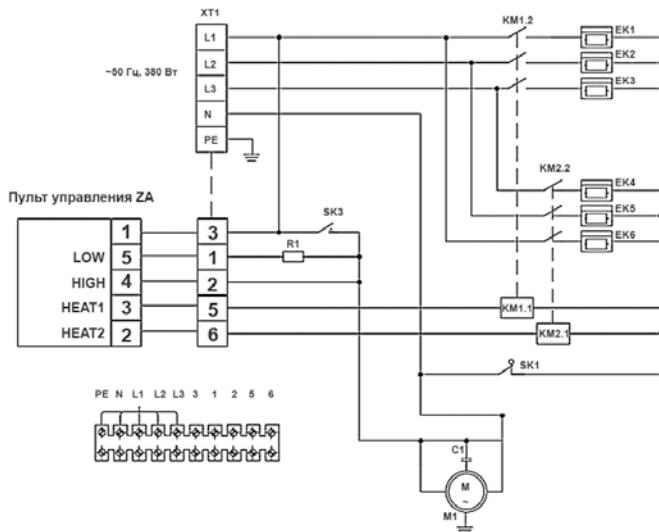 XT1
KM1.2
L1
EK1
~50 Гц, 380 Вт
L2
EK2
L3
EK3
N
PE
KM2.2
EK4
EK5
EK6
Пульт управления ZA
SK3
R1
1 3
LOW 5 1
HIGH 4 2
HEAT1 3 5
HEAT2 2 6
KM1.1
KM2.1
SK1
PE N L1 L2 L3 3 1 2 5 6
C1
M
~
M1